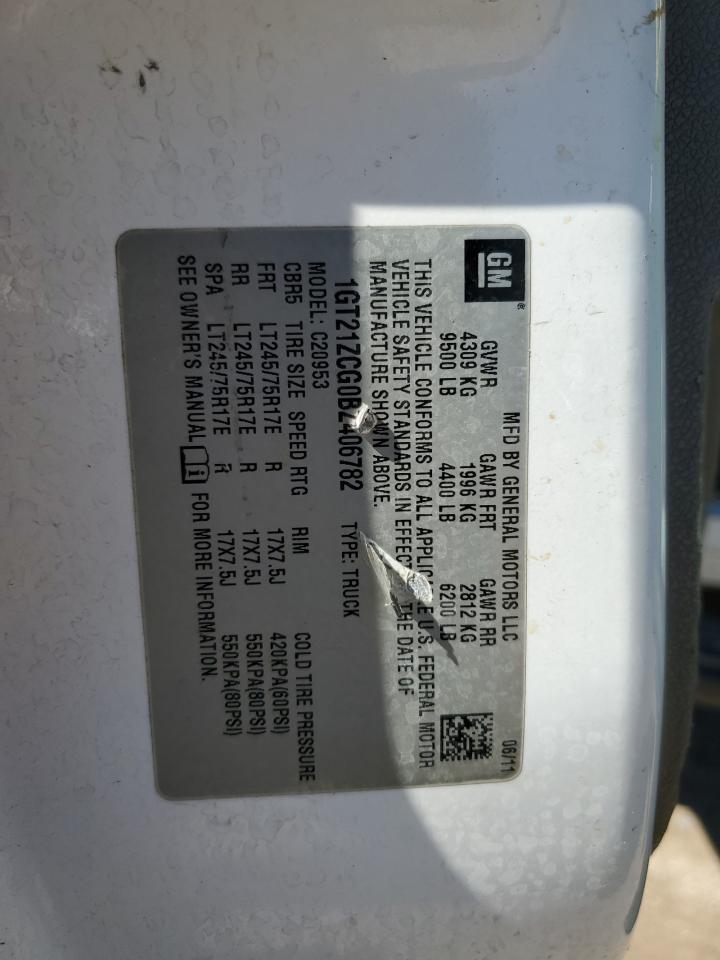 GM ®
MFD BY GENERAL MOTORS LLC 06/11
GVWR GAWR FRT GAWR RR
4309 KG 1996 KG 2812 KG
9500 LB 4400 LB 6200 LB
THIS VEHICLE CONFORMS TO ALL U.S. FEDERAL MOTOR
VEHICLE SAFETY STANDARDS IN EFFECT THE DATE OF
MANUFACTURE SHOWN ABOVE.
1GT21ZCG0BZ406782 TYPE: TRUCK
MODEL: C20953
CBR5 TIRE SIZE SPEED RTG RIM COLD TIRE PRESSURE
FRT LT245/75R17E R 17X7.5J 420KPA(60PSI)
RR LT245/75R17E R 17X7.5J 550KPA(80PSI)
SPA LT245/75R17E R 17X7.5J 550KPA(80PSI)
SEE OWNER'S MANUAL FOR MORE INFORMATION.